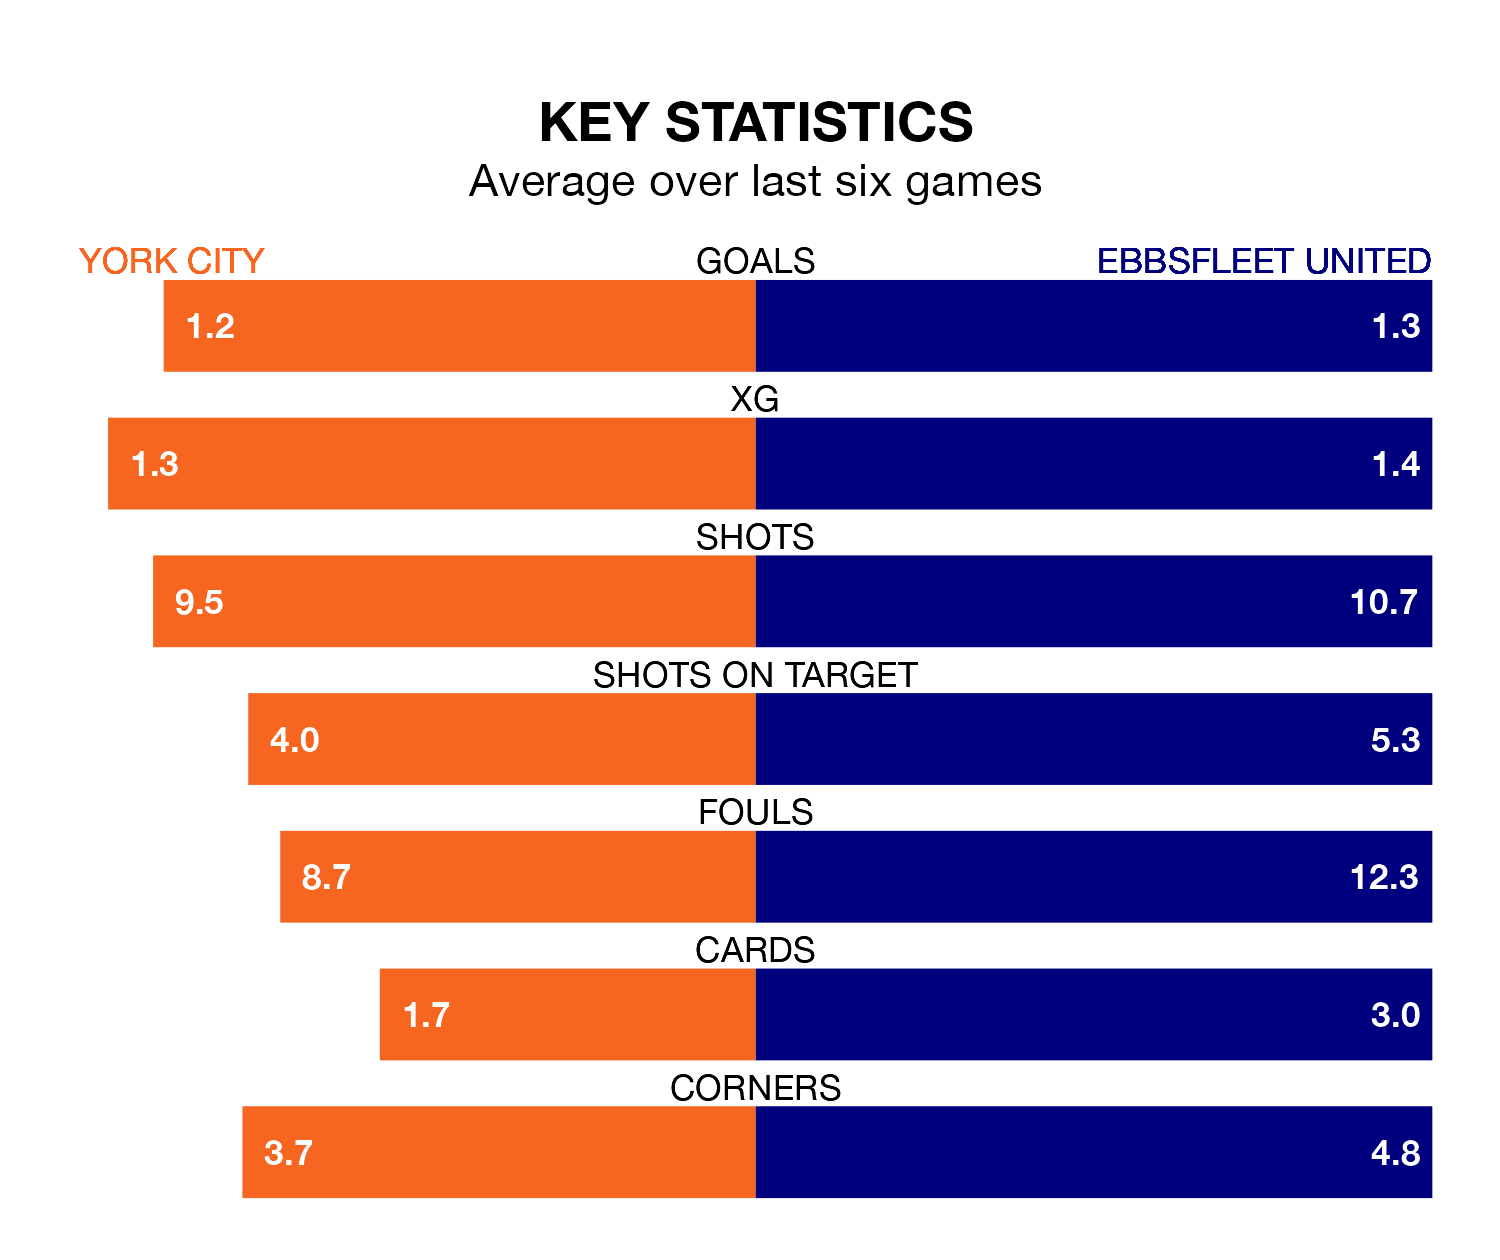 KEY STATISTICS
Average over last six games
YORK CITY GOALS EBBSFLEET UNITED
1.2 1.3
XG
1.3 1.4
SHOTS
9.5 10.7
SHOTS ON TARGET
4.0 5.3
FOULS
8.7 12.3
CARDS
1.7 3.0
CORNERS
3.7 4.8